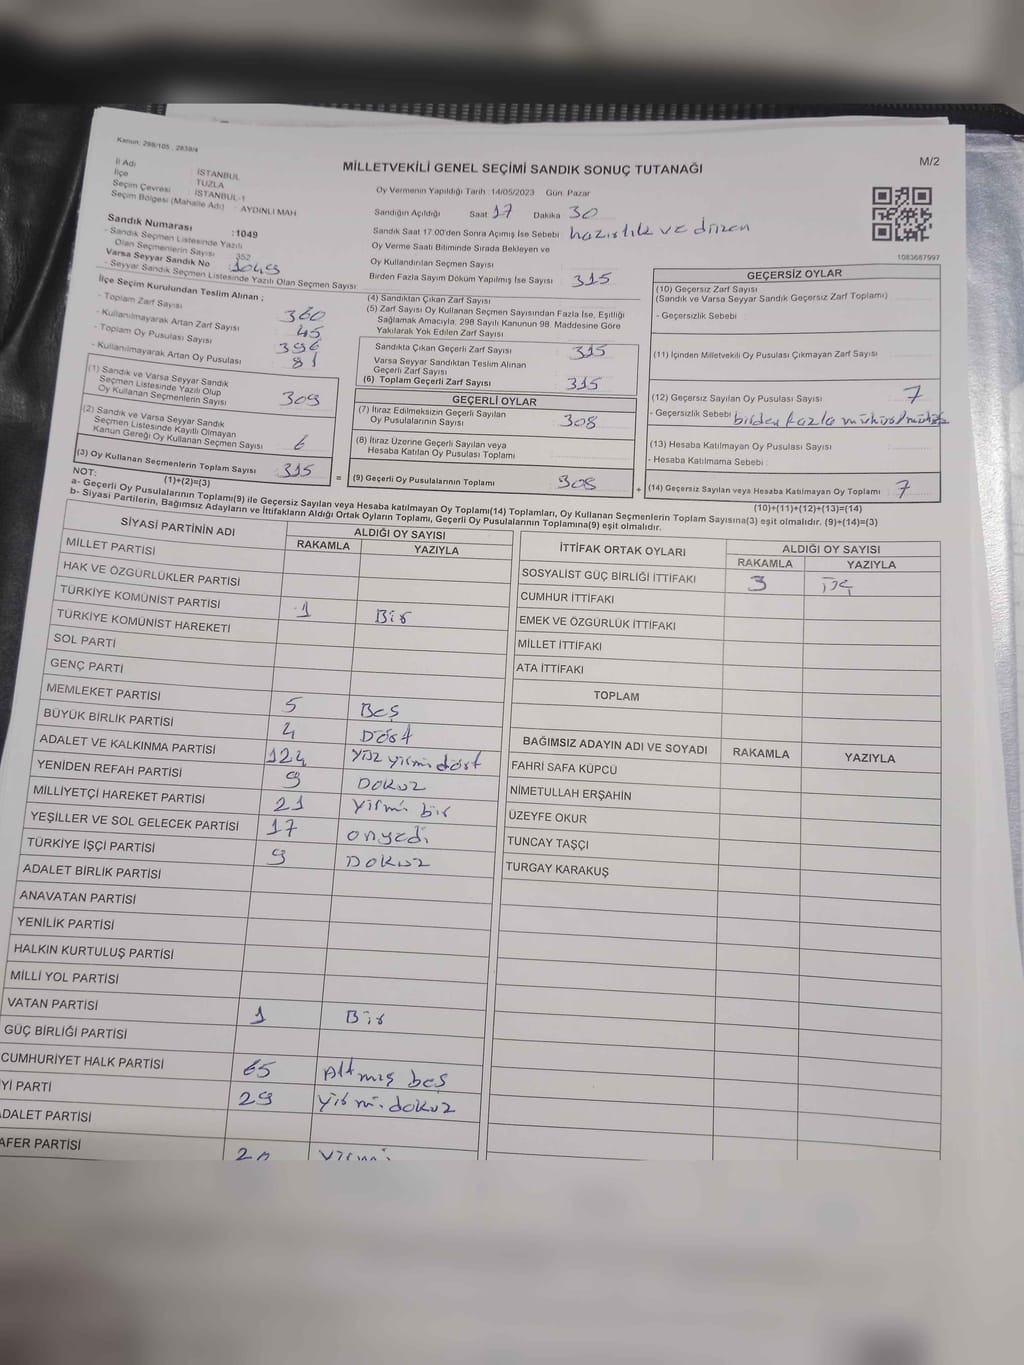 Kanun: 298/105, 2839/4
MİLLETVEKİLİ GENEL SEÇİMİ SANDIK SONUÇ TUTANAĞI
M/2
İl Adı : İSTANBUL
İlçe : TUZLA
Seçim Çevresi : İSTANBUL-1
Seçim Bölgesi (Mahalle Adı) : AYDINLI MAH
Oy Vermenin Yapıldığı Tarih :14/05/2023 Gün: Pazar
Sandığın Açıldığı Saat 17 Dakika 30
Sandık Saat 17:00'den Sonra Açımış İse Sebebi hazırlık ve düzen
Oy Verme Saati Bitiminde Sırada Bekleyen ve
Oy Kullandırılan Seçmen Sayısı
Birden Fazla Sayım Döküm Yapılmış İse Sayısı 315
1083687997
Sandık Numarası :1049
- Sandık Seçmen Listesinde Yazılı
Olan Seçmenlerin Sayısı 352
Varsa Seyyar Sandık No 1049
- Seyyar Sandık Seçmen Listesinde Yazılı Olan Seçmen Sayısı
İlçe Seçim Kurulundan Teslim Alınan ;
- Toplam Zarf Sayısı 360
- Kullanılmayarak Artan Zarf Sayısı 45
- Toplam Oy Pusulası Sayısı 396
- Kullanılmayarak Artan Oy Pusulası 81
(1) Sandık ve Varsa Seyyar Sandık
Seçmen Listesinde Yazılı Olup
Oy Kullanan Seçmenlerin Sayısı 309
(2) Sandık ve Varsa Seyyar Sandık
Seçmen Listesinde Kayıtlı Olmayan
Kanun Gereği Oy Kullanan Seçmen Sayısı 6
(3) Oy Kullanan Seçmenlerin Toplam Sayısı 315
(1)+(2)=(3)
(4) Sandıktan Çıkan Zarf Sayısı
(5) Zarf Sayısı Oy Kullanan Seçmen Sayısından Fazla İse, Eşitliği
Sağlamak Amacıyla, 298 Sayılı Kanunun 98. Maddesine Göre
Yakılarak Yok Edilen Zarf Sayısı
Sandıkta Çıkan Geçerli Zarf Sayısı 315
Varsa Seyyar Sandıktan Teslim Alınan
Geçerli Zarf Sayısı
(6) Toplam Geçerli Zarf Sayısı 315
GEÇERLİ OYLAR
(7) İtiraz Edilmeksizin Geçerli Sayılan
Oy Pusulasının Sayısı 308
(8) İtiraz Üzerine Geçerli Sayılan veya
Hesaba Katılan Oy Pusulası Toplamı
= (9) Geçerli Oy Pusulalarının Toplamı 308 +
GEÇERSİZ OYLAR
(10) Geçersiz Zarf Sayısı
(Sandık ve Varsa Seyyar Sandık Geçersiz Zarf Toplamı)
- Geçersizlik Sebebi
(11) İçinden Milletvekili Oy Pusulası Çıkmayan Zarf Sayısı
(12) Geçersiz Sayılan Oy Pusulası Sayısı 7
- Geçersizlik Sebebi birden fazla mühürs/
(13) Hesaba Katılmayan Oy Pusulası Sayısı
- Hesaba Katılmama Sebebi :
(14) Geçersiz Sayılan veya Hesaba Katılmayan Oy Toplamı : 7
(10)+(11)+(12)+(13)=(14)
NOT:
a- Geçerli Oy Pusulalarının Toplamı(9) ile Geçersiz Sayılan veya Hesaba katılmayan Oy Toplamı(14) Toplamları, Oy Kullanan Seçmenlerin Toplam Sayısına(3) eşit olmalıdır. (9)+(14)=(3)
b- Siyasi Partilerin, Bağımsız Adayların ve İttifakların Aldığı Ortak Oyların Toplamı, Geçerli Oy Pusulalarının Toplamına(9) eşit olmalıdır.
SİYASİ PARTİNİN ADI ALDIĞI OY SAYISI
RAKAMLA YAZIYLA
MİLLET PARTİSİ
HAK VE ÖZGÜRLÜKLER PARTİSİ
TÜRKİYE KOMÜNİST PARTİSİ 1 Bir
TÜRKİYE KOMÜNİST HAREKETİ
SOL PARTİ
GENÇ PARTİ
MEMLEKET PARTİSİ 5 Beş
BÜYÜK BİRLİK PARTİSİ 4 Dört
ADALET VE KALKINMA PARTİSİ 124 yüz yirmi dört
YENİDEN REFAH PARTİSİ 9 Dokuz
MİLLİYETÇİ HAREKET PARTİSİ 21 Yirmi bir
YEŞİLLER VE SOL GELECEK PARTİSİ 17 onyedi
TÜRKİYE İŞÇİ PARTİSİ 9 Dokuz
ADALET BİRLİK PARTİSİ
ANAVATAN PARTİSİ
YENİLİK PARTİSİ
HALKIN KURTULUŞ PARTİSİ
MİLLİ YOL PARTİSİ
VATAN PARTİSİ 1 Bir
GÜÇ BİRLİĞİ PARTİSİ
CUMHURİYET HALK PARTİSİ 65 Altmış beş
Yİ PARTİ 29 yirmi dokuz
DALET PARTİSİ
AFER PARTİSİ 20 Yirmi
İTTİFAK ORTAK OYLARI ALDIĞI OY SAYISI
RAKAMLA YAZIYLA
SOSYALİST GÜÇ BİRLİĞİ İTTİFAKI 3 üç
CUMHUR İTTİFAKI
EMEK VE ÖZGÜRLÜK İTTİFAKI
MİLLET İTTİFAKI
ATA İTTİFAKI
TOPLAM
BAĞIMSIZ ADAYIN ADI VE SOYADI RAKAMLA YAZIYLA
FAHRİ SAFA KÜPCÜ
NİMETULLAH ERŞAHİN
ÜZEYFE OKUR
TUNCAY TAŞÇI
TURGAY KARAKUŞ